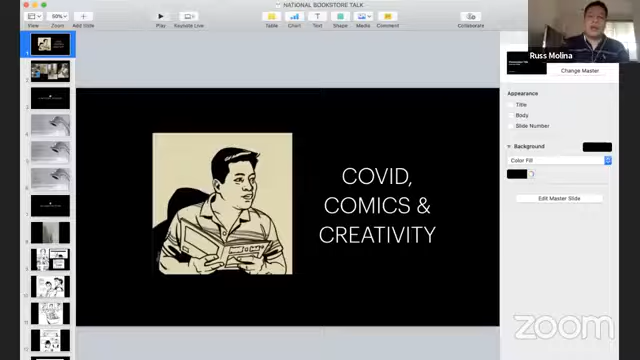 NATIONAL BOOKSTORE TALK
50%
View
Zoom
Add Slide
Play
Keynote Live
Table
Chart
Text
Shape
Media
Comment
Collaborate
Russ Molina
Change Master
Appearance
Title
Body
Slide Number
Background
Color Fill
Edit Master Slide
COVID,
COMICS &
CREATIVITY
zoom